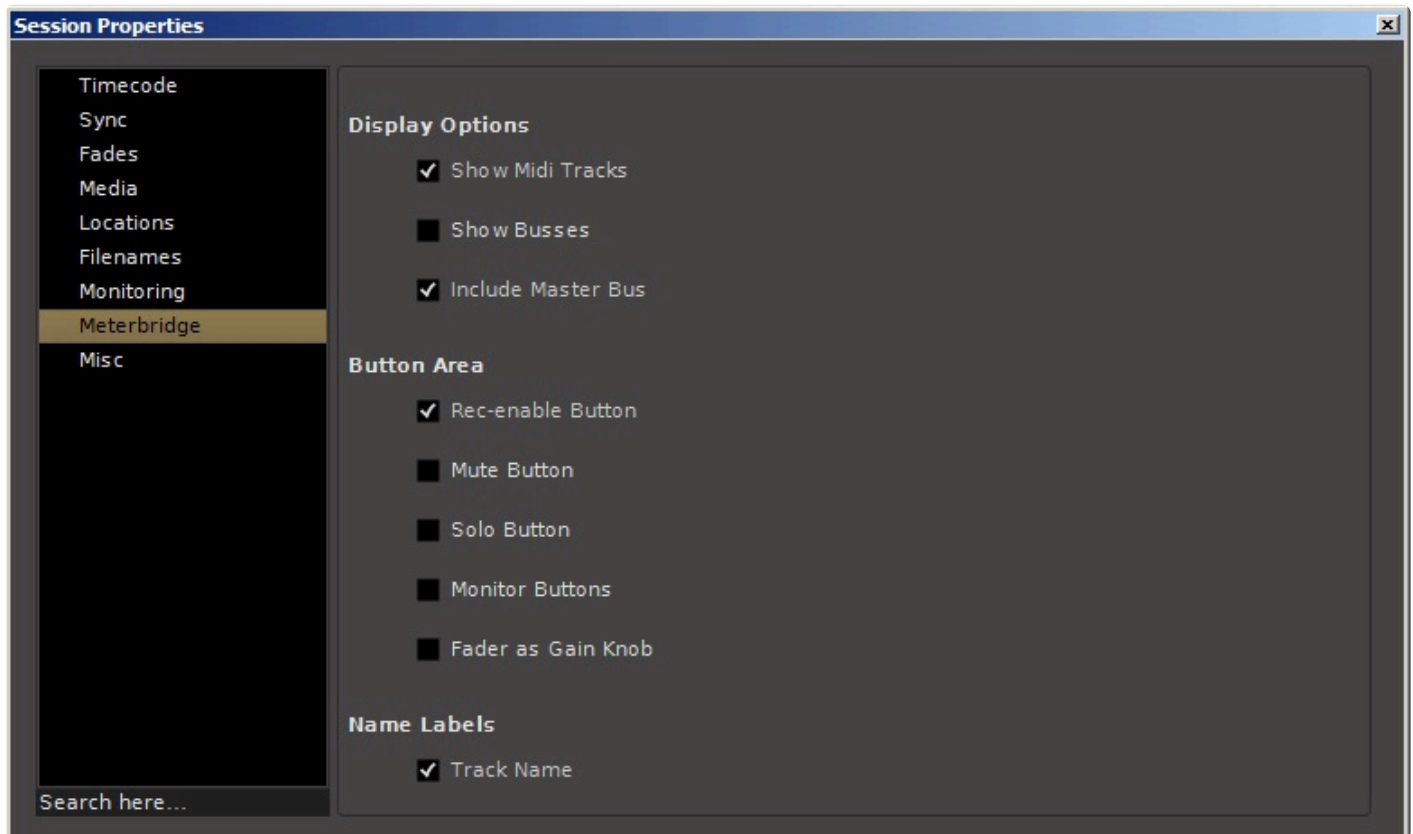 Session Properties
Timecode
Sync
Fades
Media
Locations
Filenames
Monitoring
Meterbridge
Misc
Search here...
Display Options
Show Midi Tracks
Show Busses
Include Master Bus
Button Area
Rec-enable Button
Mute Button
Solo Button
Monitor Buttons
Fader as Gain Knob
Name Labels
Track Name